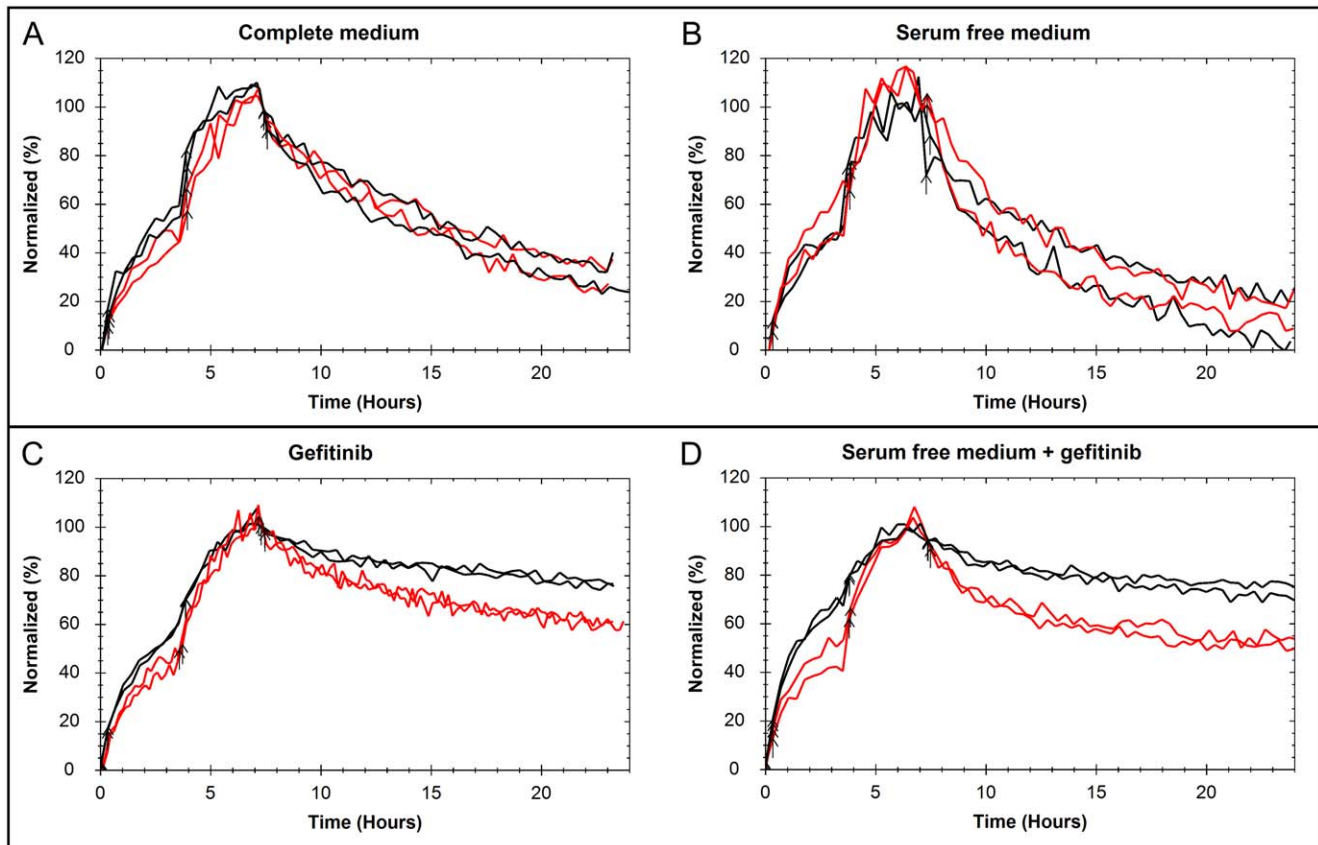 A
Complete medium
120
100
80
60
40
20
0
Normalized (%)
0 5 10 15 20
Time (Hours)
B
Serum free medium
120
100
80
60
40
20
0
Normalized (%)
0 5 10 15 20
Time (Hours)
C
Gefitinib
120
100
80
60
40
20
0
Normalized (%)
0 5 10 15 20
Time (Hours)
D
Serum free medium + gefitinib
120
100
80
60
40
20
0
Normalized (%)
0 5 10 15 20
Time (Hours)